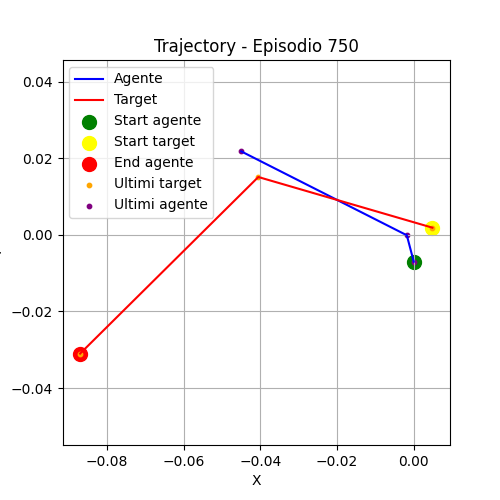 Trajectory - Episodio 750
Agente
Target
Start agente
Start target
End agente
Ultimi target
Ultimi agente
0.04
0.02
0.00
−0.02
−0.04
−0.08
−0.06
−0.04
−0.02
0.00
X